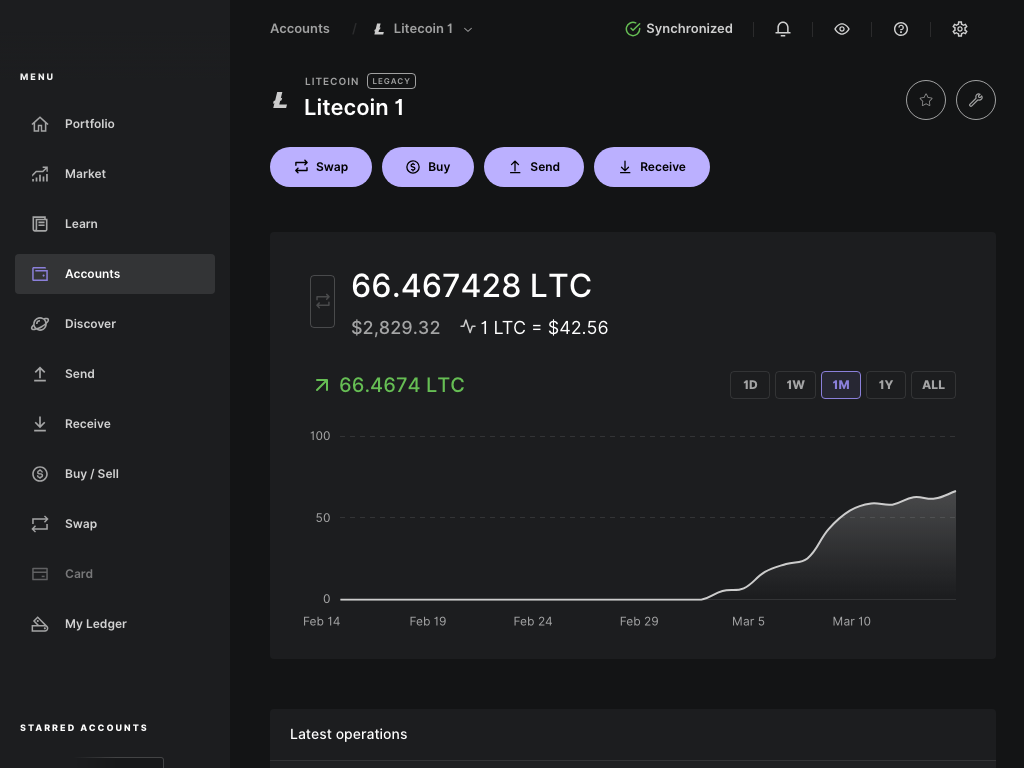 MENU
Portfolio
Market
Learn
Accounts
Discover
Send
Receive
Buy / Sell
Swap
Card
My Ledger
STARRED ACCOUNTS
Accounts / Litecoin 1
Synchronized
LITECOIN LEGACY
Litecoin 1
Swap Buy Send Receive
66.467428 LTC
$2,829.32 1 LTC = $42.56
66.4674 LTC
1D 1W 1M 1Y ALL
100
50
0
Feb 14 Feb 19 Feb 24 Feb 29 Mar 5 Mar 10
Latest operations